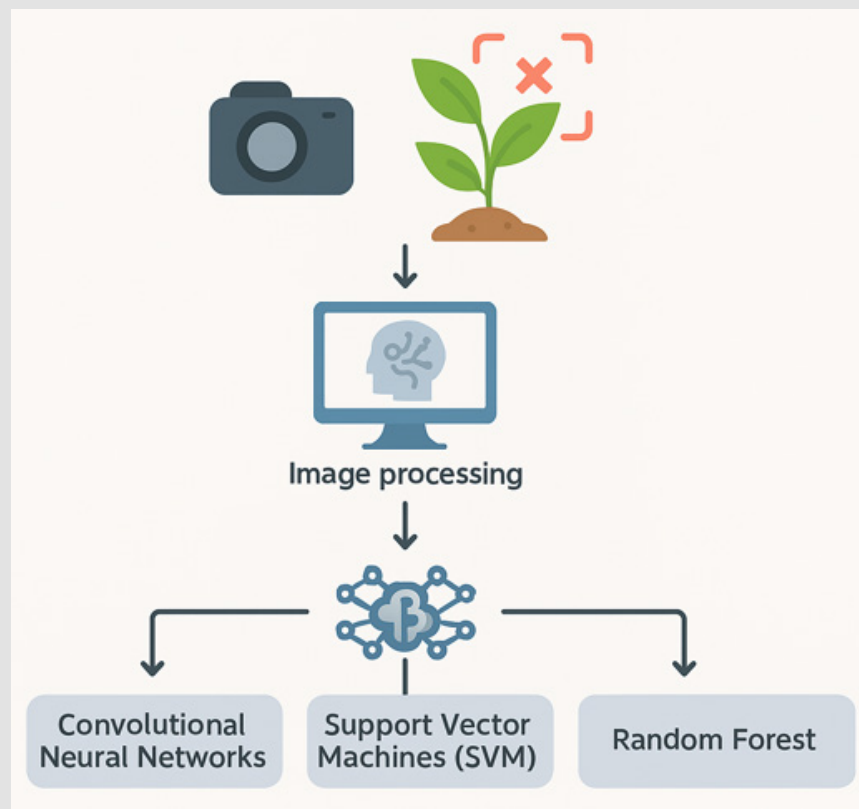 Image processing
Convolutional
Neural Networks
Support Vector
Machines (SVM)
Random Forest